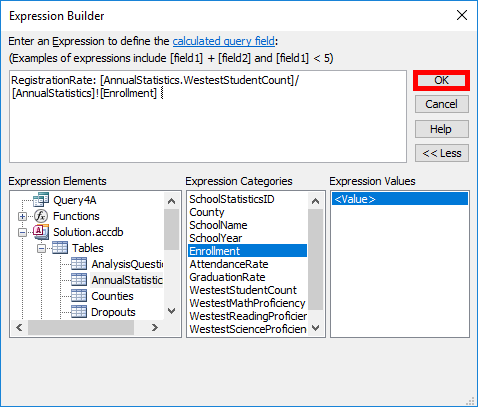 Expression Builder
Enter an Expression to define the calculated query field:
(Examples of expressions include [field1] + [field2] and [field1] < 5)
RegistrationRate: [AnnualStatistics.WestestStudentCount]/
[AnnualStatistics]![Enrollment]
OK
Cancel
Help
<< Less
Expression Elements
Query4A
Functions
Solution.accdb
Tables
AnalysisQuestio
AnnualStatistic
Counties
Dropouts
Expression Categories
SchoolStatisticsID
County
SchoolName
SchoolYear
Enrollment
AttendanceRate
GraduationRate
WestestStudentCount
WestestMathProficiency
WestestReadingProficier
WestestScienceProficien
Expression Values
<Value>